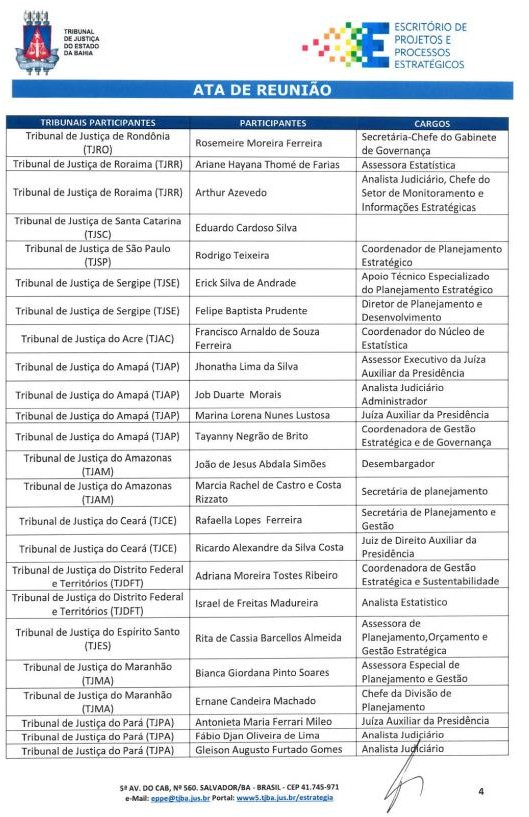 TRIBUNAL
DE JUSTIÇA
DO ESTADO
DA BAHIA
ESCRITÓRIO DE
PROJETOS E
PROCESSOS
ESTRATÉGICOS
ATA DE REUNIÃO
TRIBUNAIS PARTICIPANTES PARTICIPANTES CARGOS
Tribunal de Justiça de Rondônia
(TJRO)
Rosemeire Moreira Ferreira
Secretária-Chefe do Gabinete
de Governança
Tribunal de Justiça de Roraima (TJRR) Ariane Hayana Thomé de Farias Assessora Estatística
Tribunal de Justiça de Roraima (TJRR)
Arthur Azevedo
Analista Judiciário, Chefe do
Setor de Monitoramento e
Informações Estratégicas
Tribunal de Justiça de Santa Catarina
(TJSC)
Eduardo Cardoso Silva
Tribunal de Justiça de São Paulo
(TJSP)
Rodrigo Teixeira
Coordenador de Planejamento
Estratégico
Tribunal de Justiça de Sergipe (TJSE)
Erick Silva de Andrade
Apoio Técnico Especializado
do Planejamento Estratégico
Tribunal de Justiça de Sergipe (TJSE)
Felipe Baptista Prudente
Diretor de Planejamento e
Desenvolvimento
Tribunal de Justiça do Acre (TJAC)
Francisco Arnaldo de Souza
Ferreira
Coordenador do Núcleo de
Estatística
Tribunal de Justiça do Amapá (TJAP)
Jhonatha Lima da Silva
Assessor Executivo da Juíza
Auxiliar da Presidência
Tribunal de Justiça do Amapá (TJAP)
Job Duarte Morais
Analista Judiciário
Administrador
Tribunal de Justiça do Amapá (TJAP) Marina Lorena Nunes Lustosa Juíza Auxiliar da Presidência
Tribunal de Justiça do Amapá (TJAP)
Tayanny Negrão de Brito
Coordenadora de Gestão
Estratégica e de Governança
Tribunal de Justiça do Amazonas
(TJAM)
João de Jesus Abdala Simões
Desembargador
Tribunal de Justiça do Amazonas
(TJAM)
Marcia Rachel de Castro e Costa
Rizzato
Secretária de planejamento
Tribunal de Justiça do Ceará (TJCE)
Rafaella Lopes Ferreira
Secretária de Planejamento e
Gestão
Tribunal de Justiça do Ceará (TJCE)
Ricardo Alexandre da Silva Costa
Juiz de Direito Auxiliar da
Presidência
Tribunal de Justiça do Distrito Federal
e Territórios (TJDFT)
Adriana Moreira Tostes Ribeiro
Coordenadora de Gestão
Estratégica e Sustentabilidade
Tribunal de Justiça do Distrito Federal
e Territórios (TJDFT)
Israel de Freitas Madureira
Analista Estatistico
Tribunal de Justiça do Espírito Santo
(TJES)
Rita de Cassia Barcellos Almeida
Assessora de
Planejamento,Orçamento e
Gestão Estratégica
Tribunal de Justiça do Maranhão
(TJMA)
Bianca Giordana Pinto Soares
Assessora Especial de
Planejamento e Gestão
Tribunal de Justiça do Maranhão
(TJMA)
Ernane Candeira Machado
Chefe da Divisão de
Planejamento
Tribunal de Justiça do Pará (TJPA) Antonieta Maria Ferrari Mileo Juíza Auxiliar da Presidência
Tribunal de Justiça do Pará (TJPA) Fábio Djan Oliveira de Lima Analista Judiciário
Tribunal de Justiça do Pará (TJPA) Gleison Augusto Furtado Gomes Analista Judiciário
5ª AV. DO CAB, Nº 560. SALVADOR/BA - BRASIL - CEP 41.745-971
e-Mail: eppe@tjba.jus.br Portal: www5.tjba.jus.br/estrategia
4